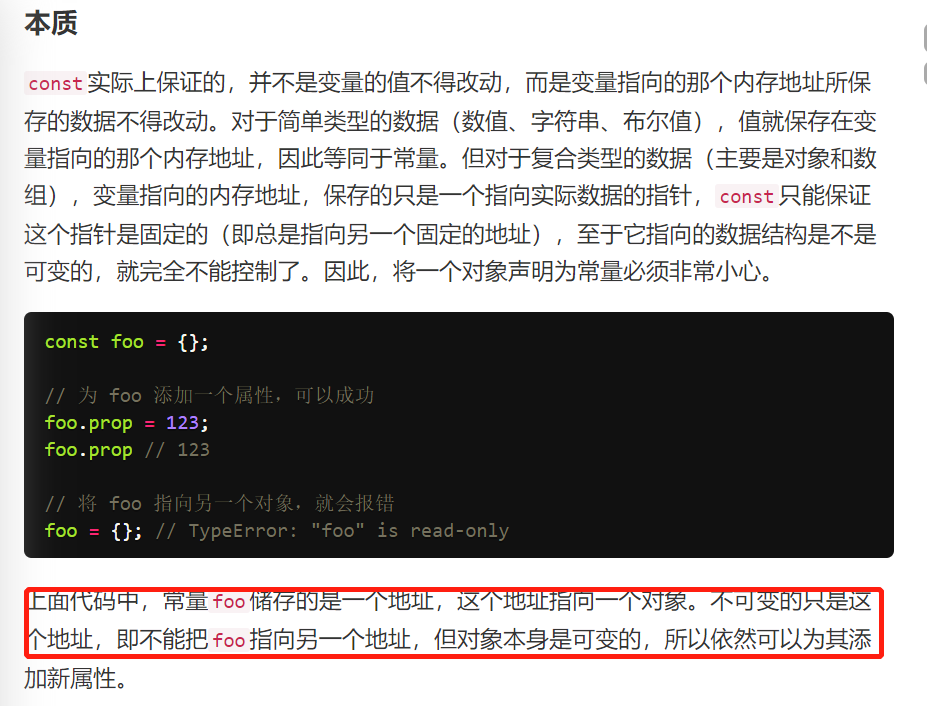 本质
const实际上保证的，并不是变量的值不得改动，而是变量指向的那个内存地址所保
存的数据不得改动。对于简单类型的数据（数值、字符串、布尔值），值就保存在变
量指向的那个内存地址，因此等同于常量。但对于复合类型的数据（主要是对象和数
组），变量指向的内存地址，保存的只是一个指向实际数据的指针，const只能保证
这个指针是固定的（即总是指向另一个固定的地址），至于它指向的数据结构是不是
可变的，就完全不能控制了。因此，将一个对象声明为常量必须非常小心。
const foo = {};
// 为 foo 添加一个属性，可以成功
foo.prop = 123;
foo.prop // 123
// 将 foo 指向另一个对象，就会报错
foo = {}; // TypeError: "foo" is read-only
上面代码中，常量foo储存的是一个地址，这个地址指向一个对象。不可变的只是这
个地址，即不能把foo指向另一个地址，但对象本身是可变的，所以依然可以为其添
加新属性。